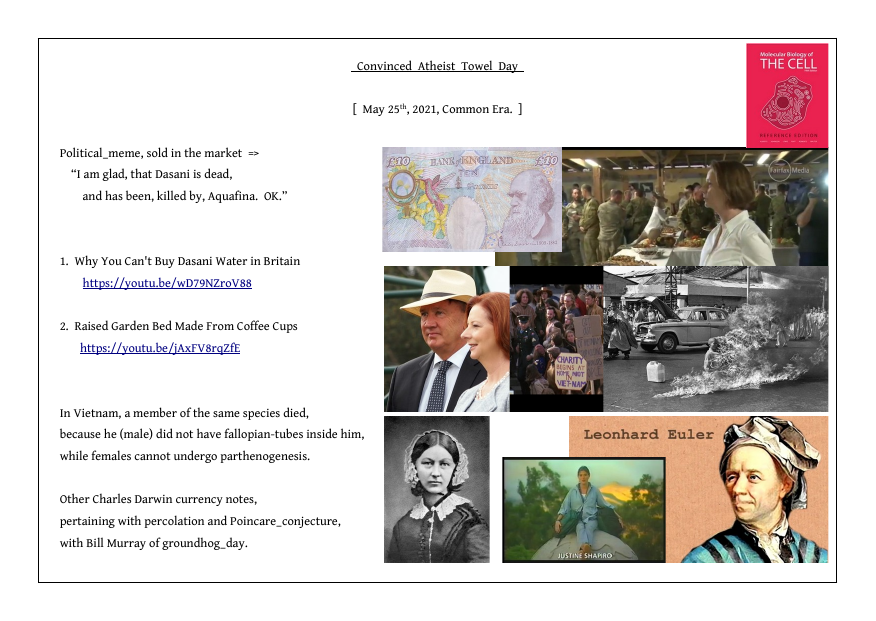 Convinced Atheist Towel Day
[ May 25th, 2021, Common Era. ]
Molecular Biology of
THE CELL
REFERENCE EDITION
Political_meme, sold in the market =>
“I am glad, that Dasani is dead,
and has been, killed by, Aquafina. OK.”
1. Why You Can't Buy Dasani Water in Britain
https://youtu.be/wD79NZroV88
2. Raised Garden Bed Made From Coffee Cups
https://youtu.be/jAxFV8rqZfE
In Vietnam, a member of the same species died,
because he (male) did not have fallopian-tubes inside him,
while females cannot undergo parthenogenesis.
Other Charles Darwin currency notes,
pertaining with percolation and Poincare_conjecture,
with Bill Murray of groundhog_day.
£10 BANK of ENGLAND £10
Fairfax Media
CHARITY
BEGINS AT
HOME, NOT IN
VIET-NAM
Leonhard Euler
JUSTINE SHAPIRO